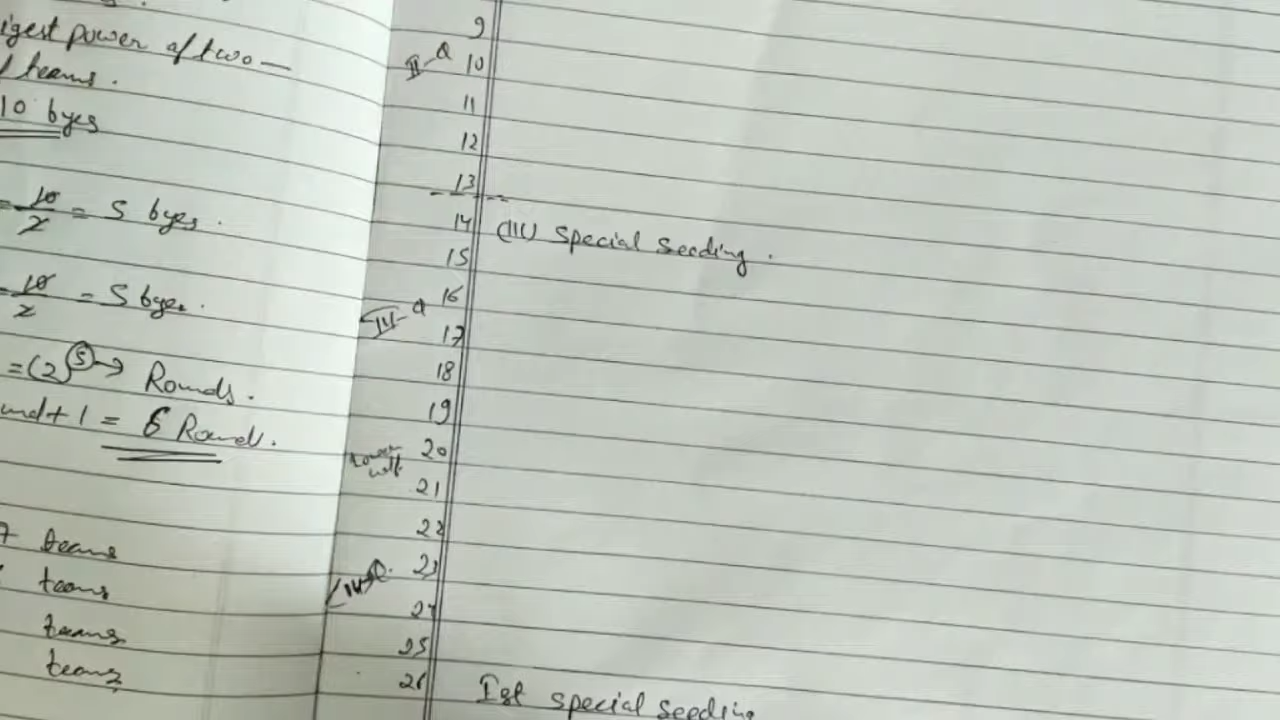 igest power of two —
teams.
10 byes
= 10/2 = 5 byes.
= 10/2 = 5 byes.
= (2)5 → Rounds.
und + 1 = 6 Round.
7 teams
teams
teams
teams
9
II - Q 10
11
12
13
14 (III) Special Seeding.
15
16
III - Q 17
18
19
20
21
22
23
24
25
26 Ist special seeding